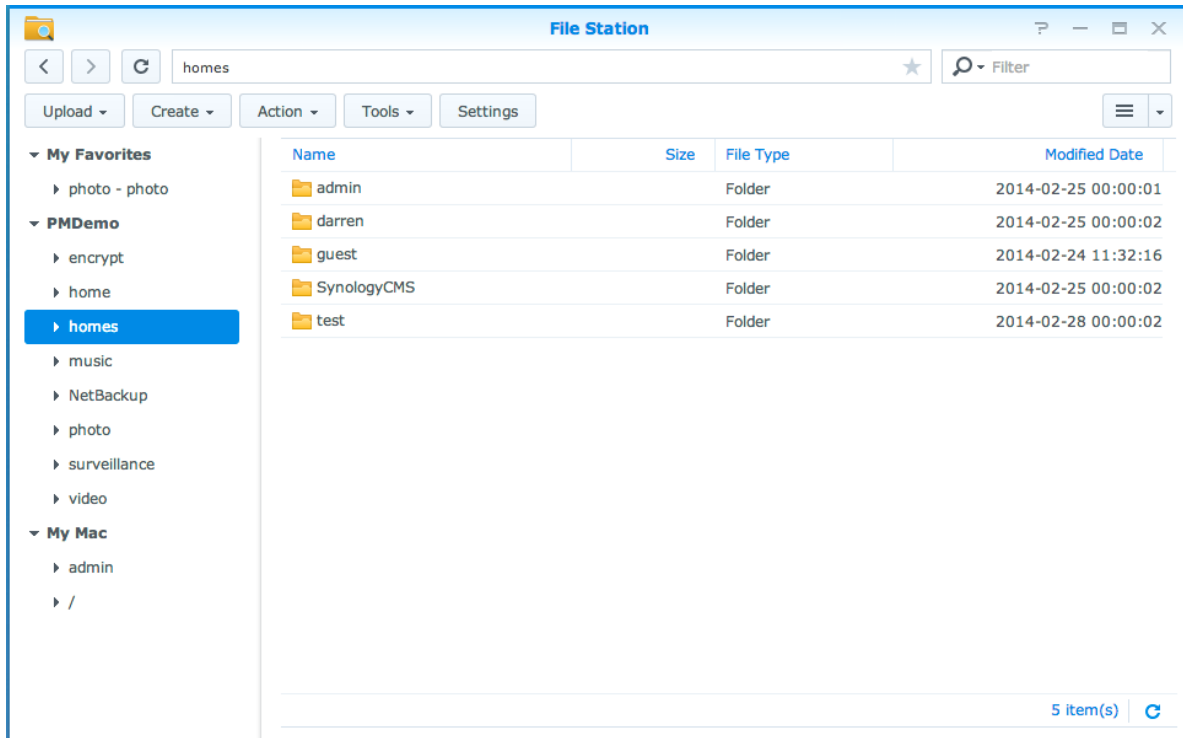 File Station
homes
Filter
Upload Create Action Tools Settings
My Favorites
photo - photo
PMDemo
encrypt
home
homes
music
NetBackup
photo
surveillance
video
My Mac
admin
/
Name Size File Type Modified Date
admin Folder 2014-02-25 00:00:01
darren Folder 2014-02-25 00:00:02
guest Folder 2014-02-24 11:32:16
SynologyCMS Folder 2014-02-25 00:00:02
test Folder 2014-02-28 00:00:02
5 item(s)